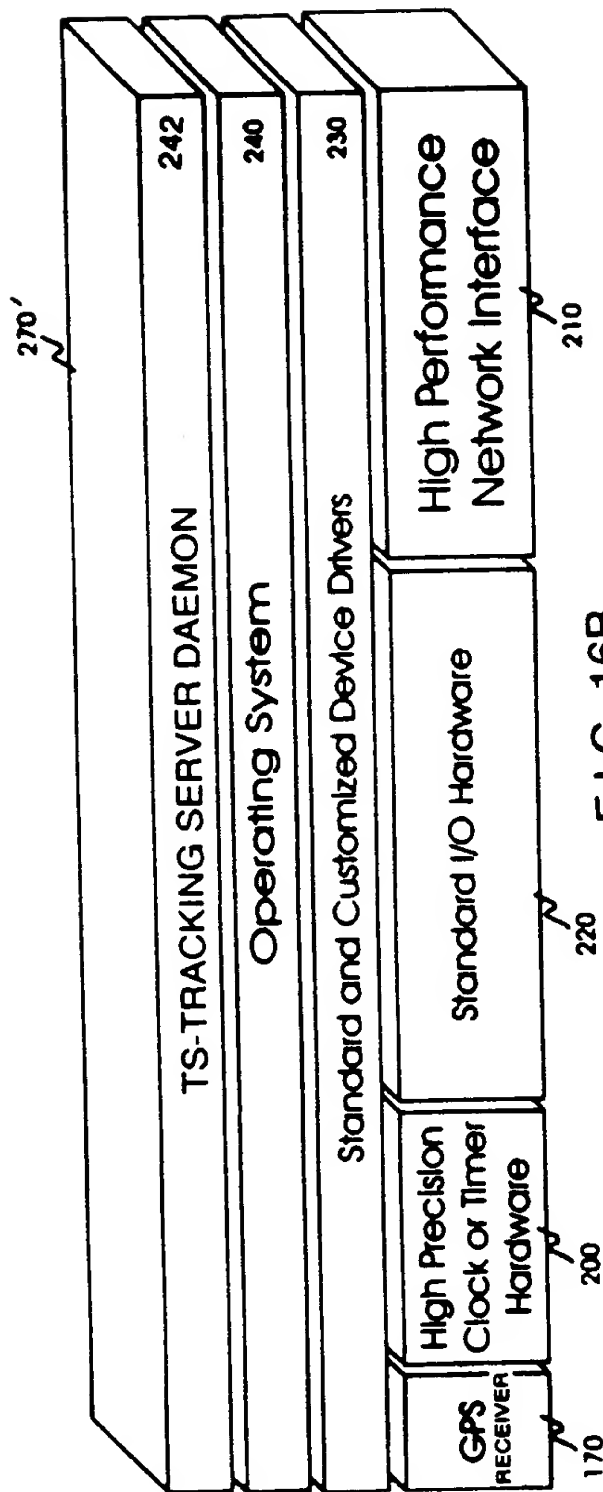 270'
TS-TRACKING SERVER DAEMON
242
Operating System
240
Standard and Customized Device Drivers
230
GPS
RECEIVER
High Precision
Clock or Timer
Hardware
Standard I/O Hardware
High Performance
Network Interface
170
200
220
210
FIG. 16B